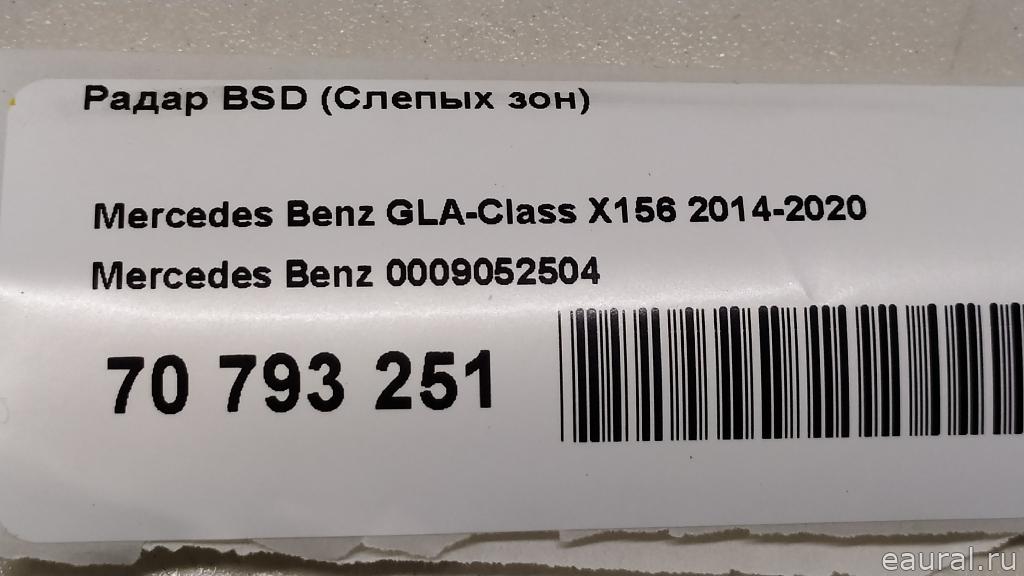 Радар BSD (Слепых зон)
Mercedes Benz GLA-Class X156 2014-2020
Mercedes Benz 0009052504
70 793 251
eaural.ru